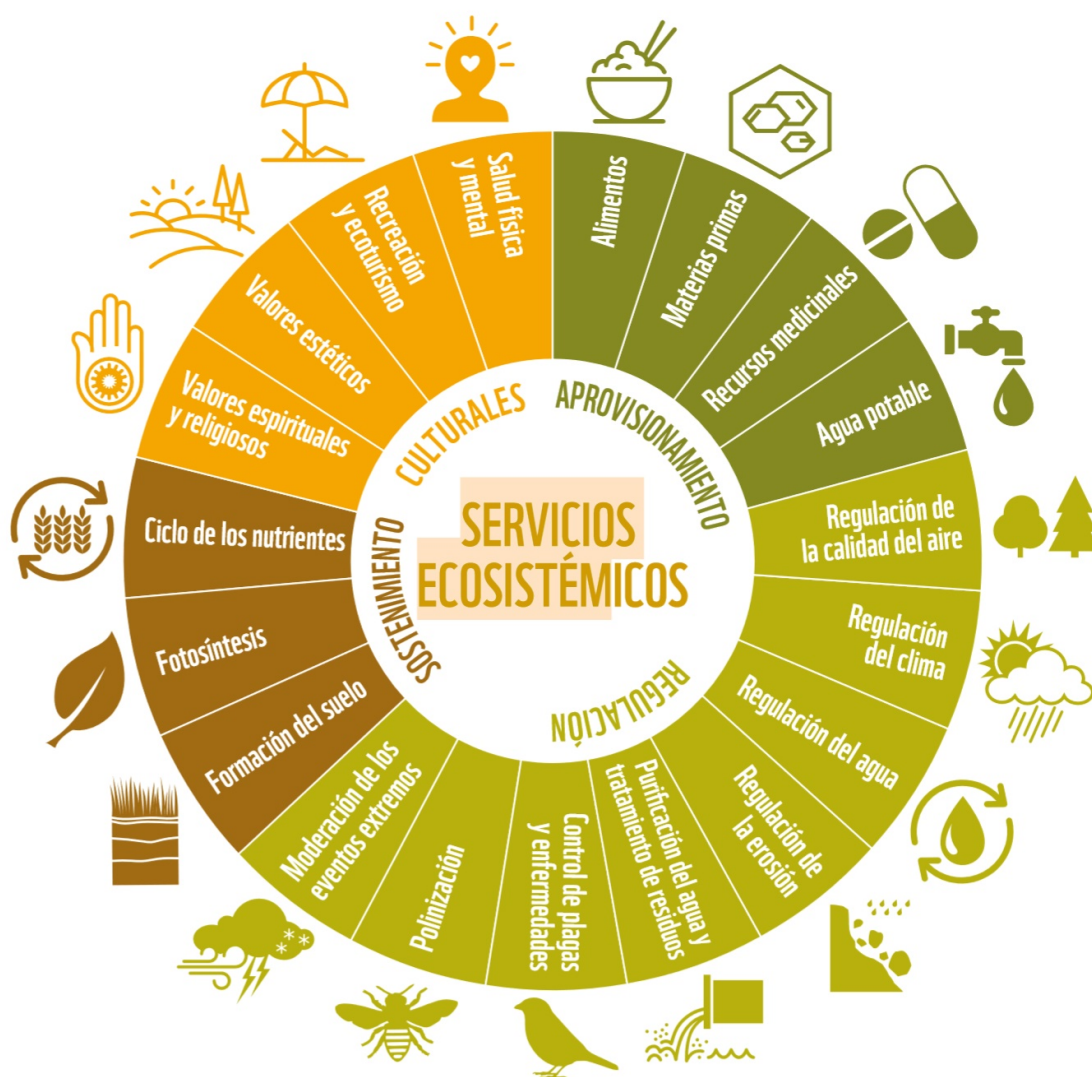 SERVICIOS
ECOSISTÉMICOS
APROVISIONAMIENTO
Alimentos
Materias primas
Recursos medicinales
Agua potable
REGULACIÓN
Regulación de
la calidad del aire
Regulación
del clima
Regulación del agua
Regulación de
la erosión
Purificación del agua y
tratamiento de residuos
Control de plagas
y enfermedades
Polinización
Moderación de los
eventos extremos
SOSTENIMIENTO
Formación del suelo
Fotosíntesis
Ciclo de los nutrientes
CULTURALES
Valores espirituales
y religiosos
Valores estéticos
Recreación
y ecoturismo
Salud física
y mental